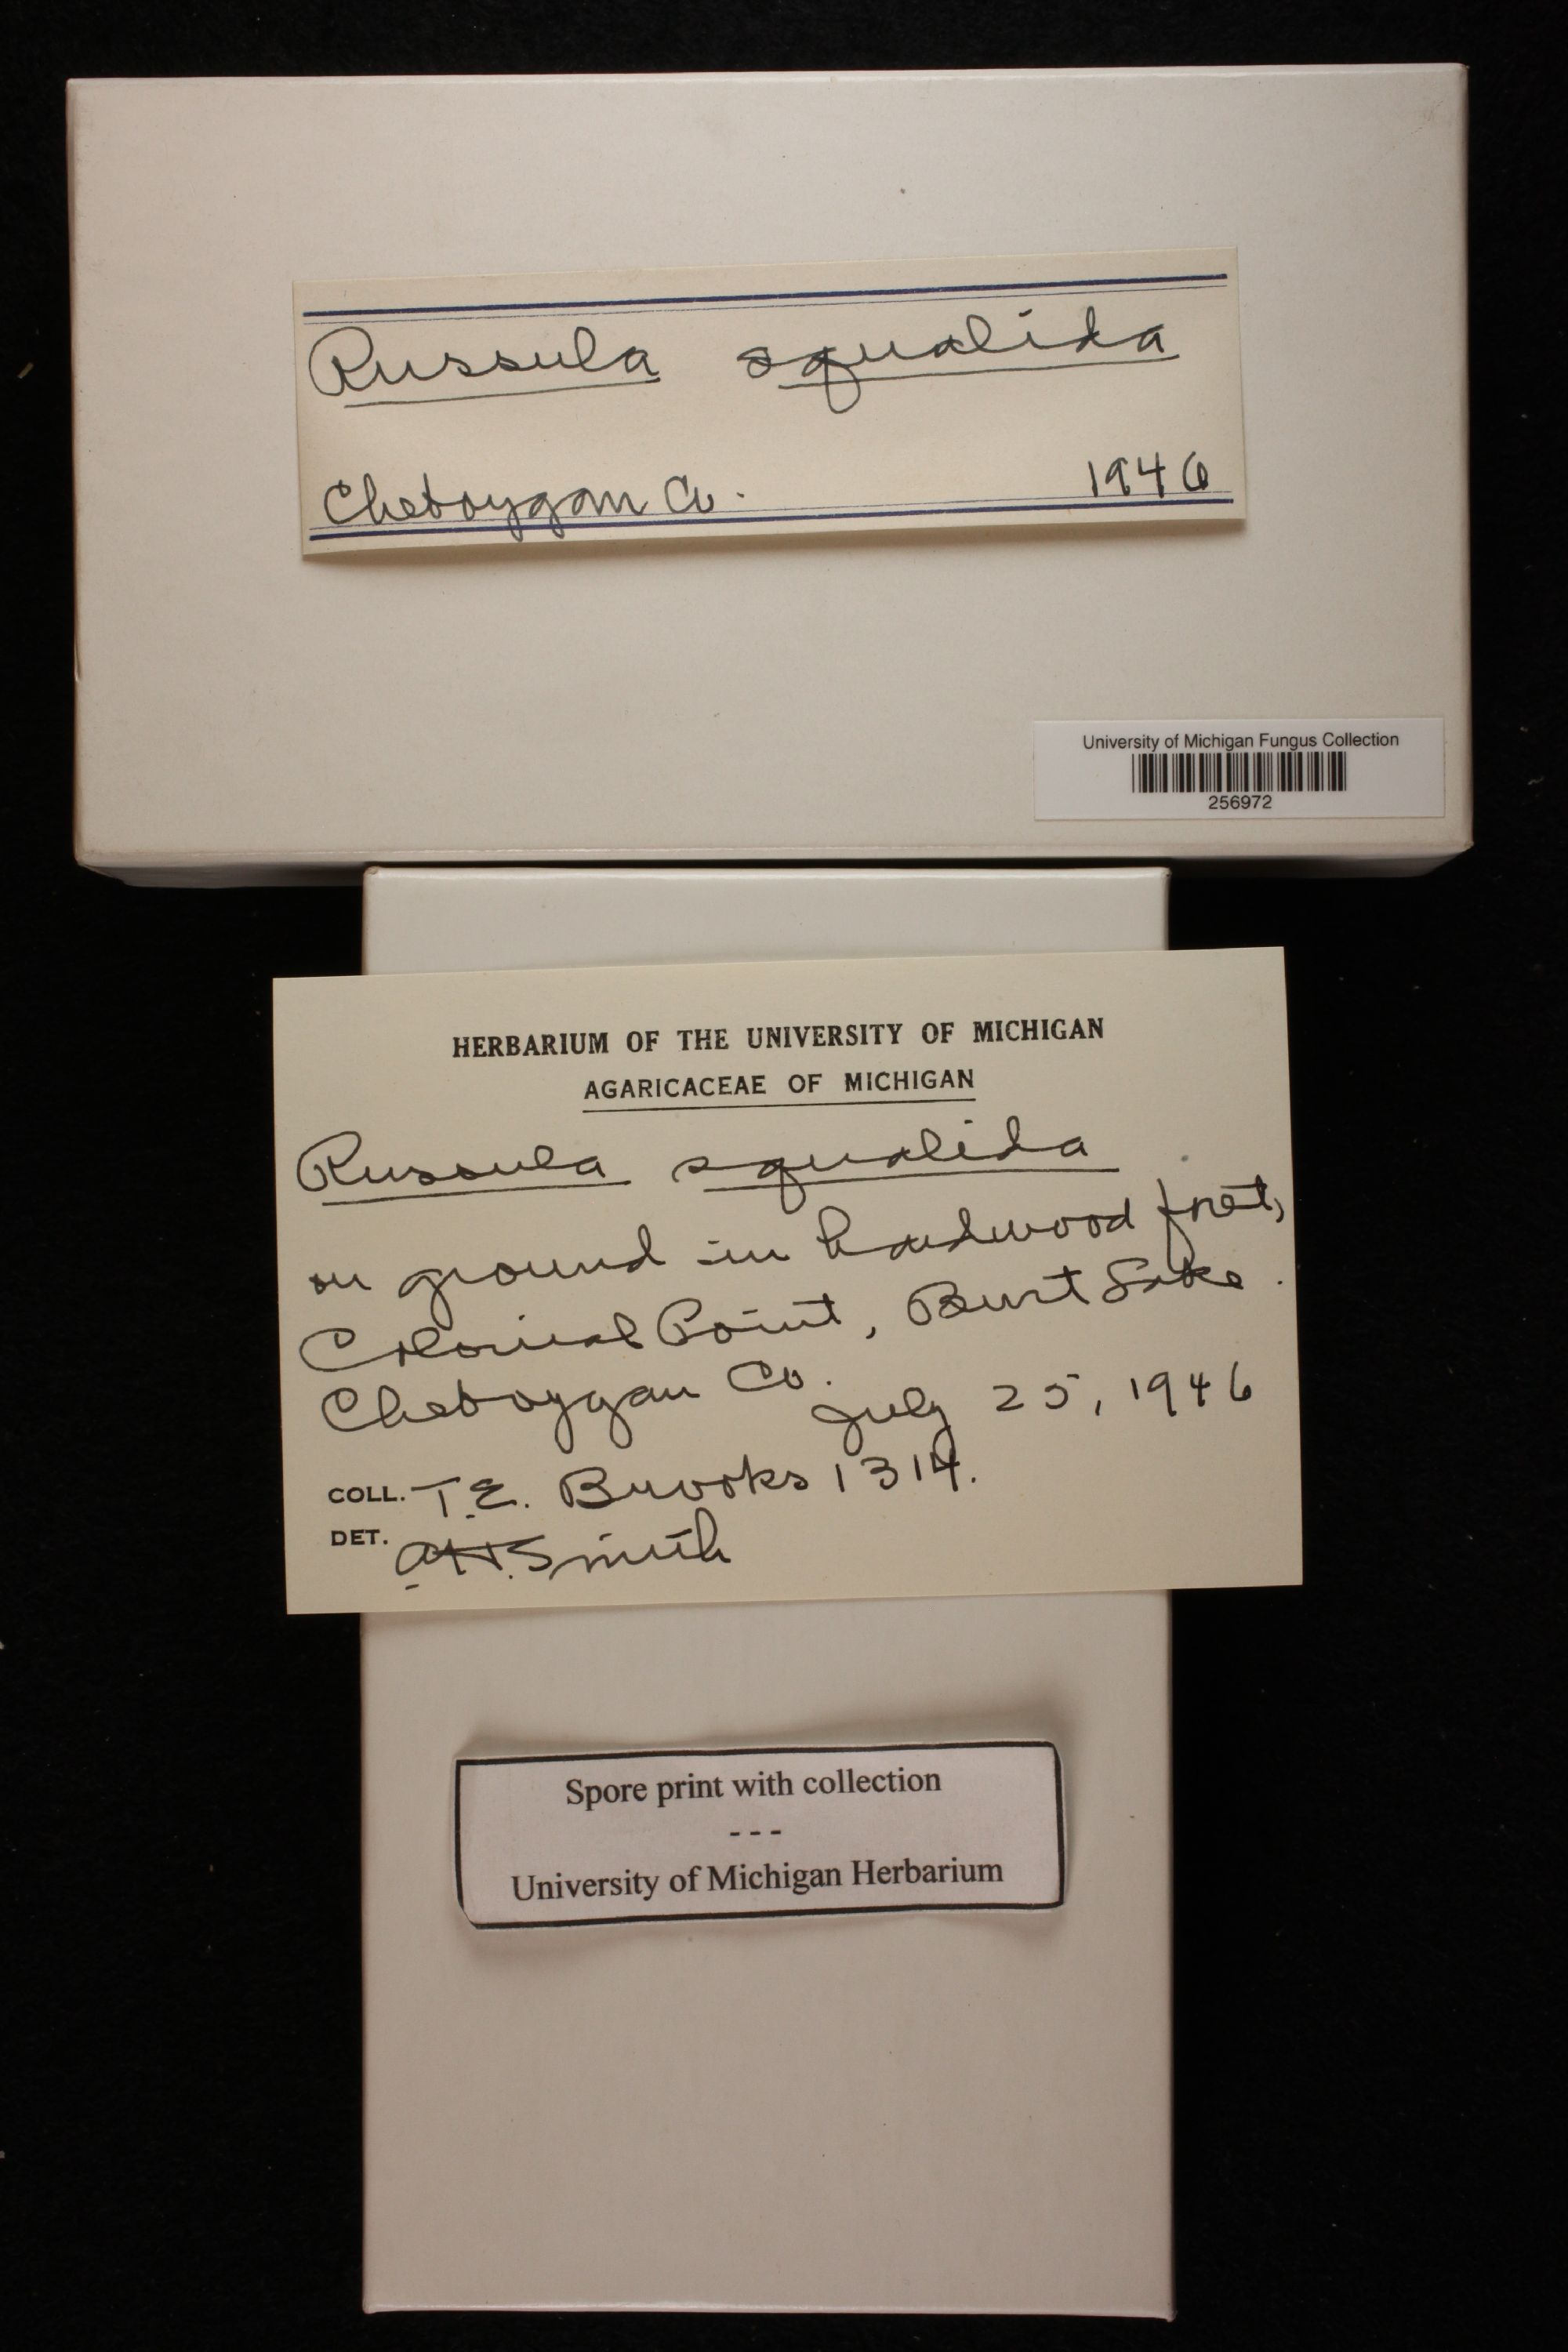 Russula squalida
Cheboygan Co. 1946
University of Michigan Fungus Collection
256972
HERBARIUM OF THE UNIVERSITY OF MICHIGAN
AGARICACEAE OF MICHIGAN
Russula squalida
on ground in hardwood forest,
Colonial Point, Burt Lake.
Cheboygan Co.
July 25, 1946
COLL. T.E. Brooks 1314.
DET. A.H. Smith
Spore print with collection
---
University of Michigan Herbarium